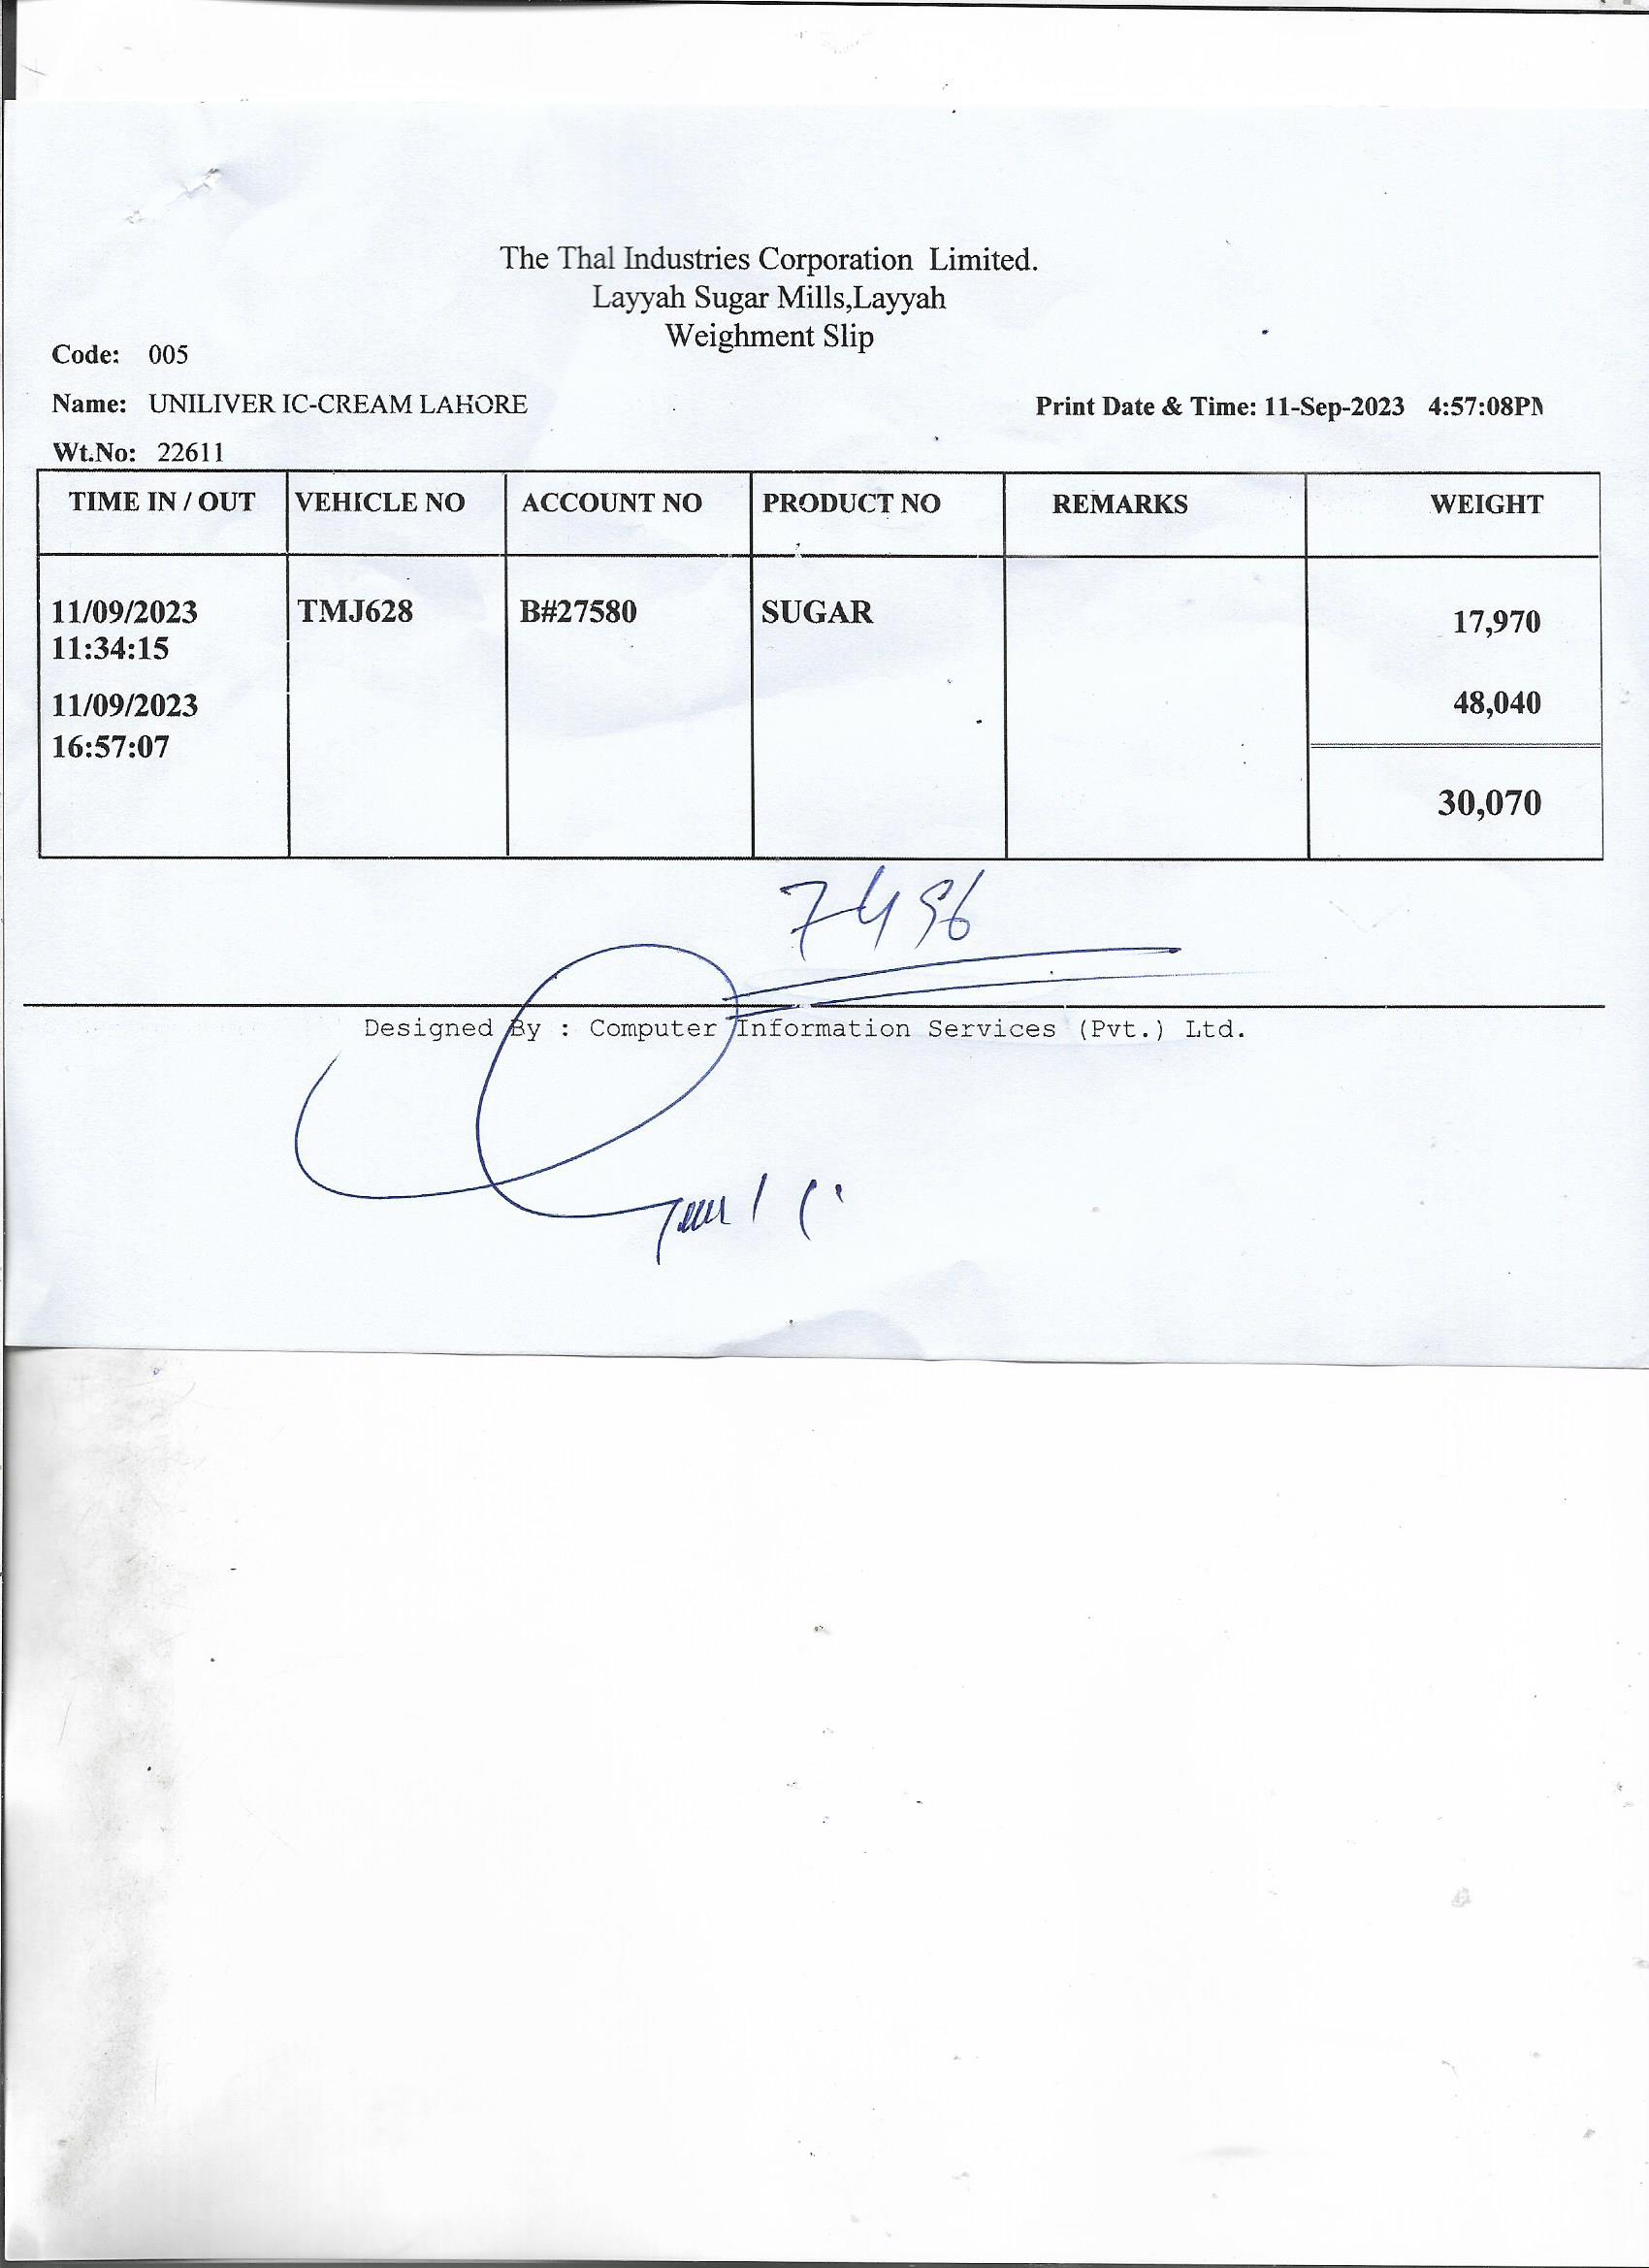 The Thal Industries Corporation Limited.
Layyah Sugar Mills,Layyah
Weighment Slip
Code: 005
Name: UNILIVER IC-CREAM LAHORE Print Date & Time: 11-Sep-2023 4:57:08PM
Wt.No: 22611
TIME IN / OUT VEHICLE NO ACCOUNT NO PRODUCT NO REMARKS WEIGHT
11/09/2023 TMJ628 B#27580 SUGAR 17,970
11:34:15
11/09/2023 48,040
16:57:07
30,070
7496
Designed By : Computer Information Services (Pvt.) Ltd.